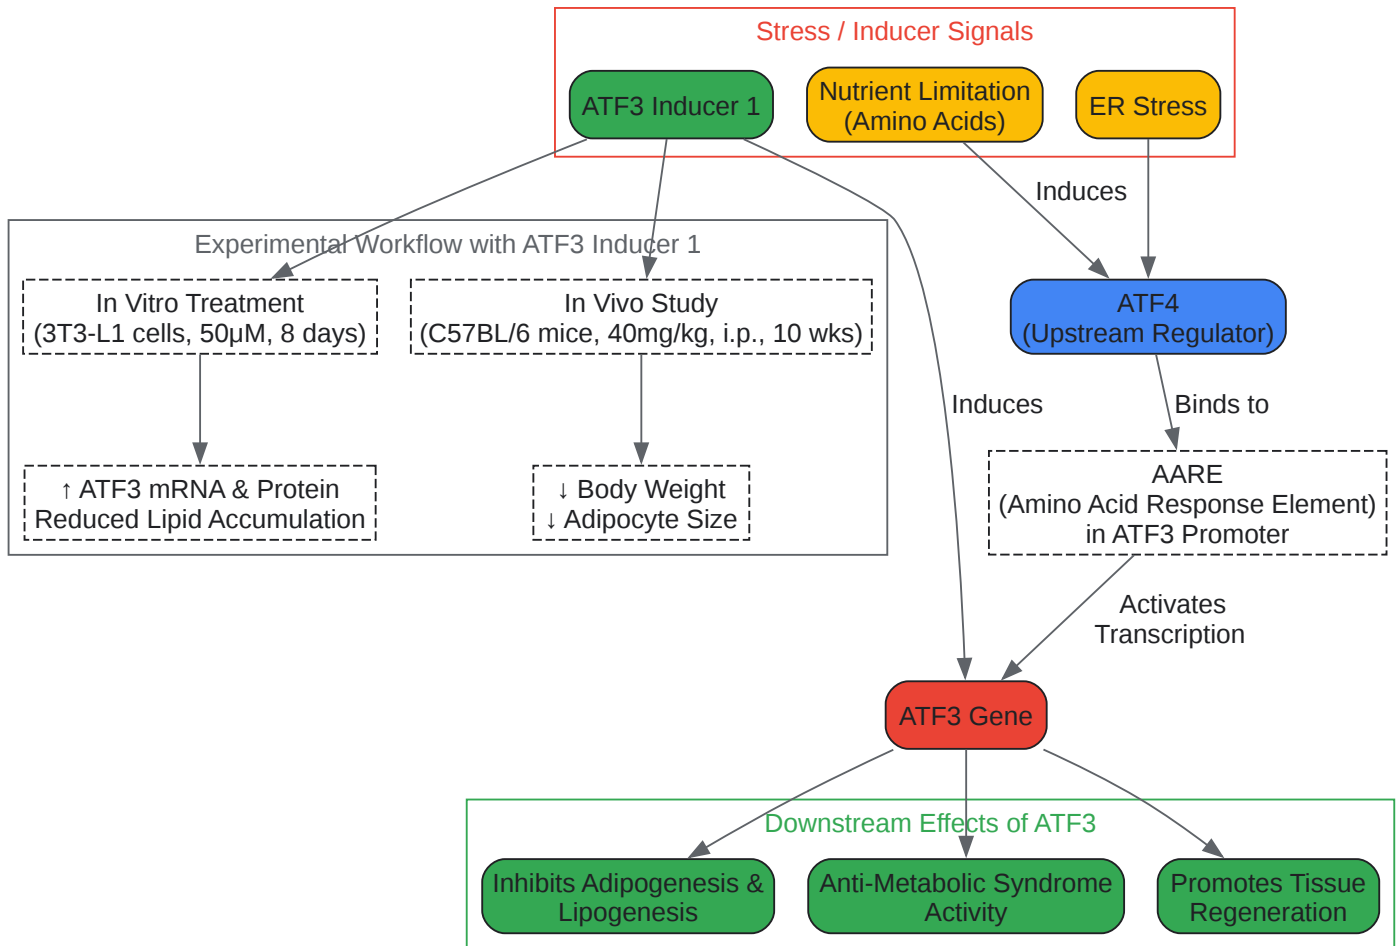 Stress / Inducer Signals
ATF3 Inducer 1
Nutrient Limitation
(Amino Acids)
ER Stress
Induces
Experimental Workflow with ATF3 Inducer 1
In Vitro Treatment
(3T3-L1 cells, 50μM, 8 days)
In Vivo Study
(C57BL/6 mice, 40mg/kg, i.p., 10 wks)
ATF4
(Upstream Regulator)
Induces
Binds to
↑ ATF3 mRNA & Protein
Reduced Lipid Accumulation
↓ Body Weight
↓ Adipocyte Size
AARE
(Amino Acid Response Element)
in ATF3 Promoter
Activates
Transcription
ATF3 Gene
Downstream Effects of ATF3
Inhibits Adipogenesis &
Lipogenesis
Anti-Metabolic Syndrome
Activity
Promotes Tissue
Regeneration